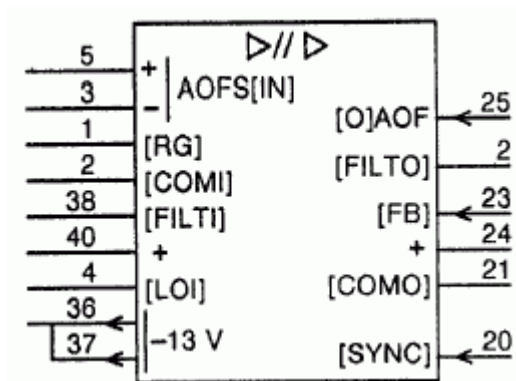 ▷// ▷
5 + AOFS[IN]
3 −
1 [RG]
2 [COMI]
38 [FILTI]
40 +
4 [LOI]
36 −13 V
37
[O]AOF 25
[FILTO] 2
[FB] 23
+ 24
[COMO] 21
[SYNC] 20